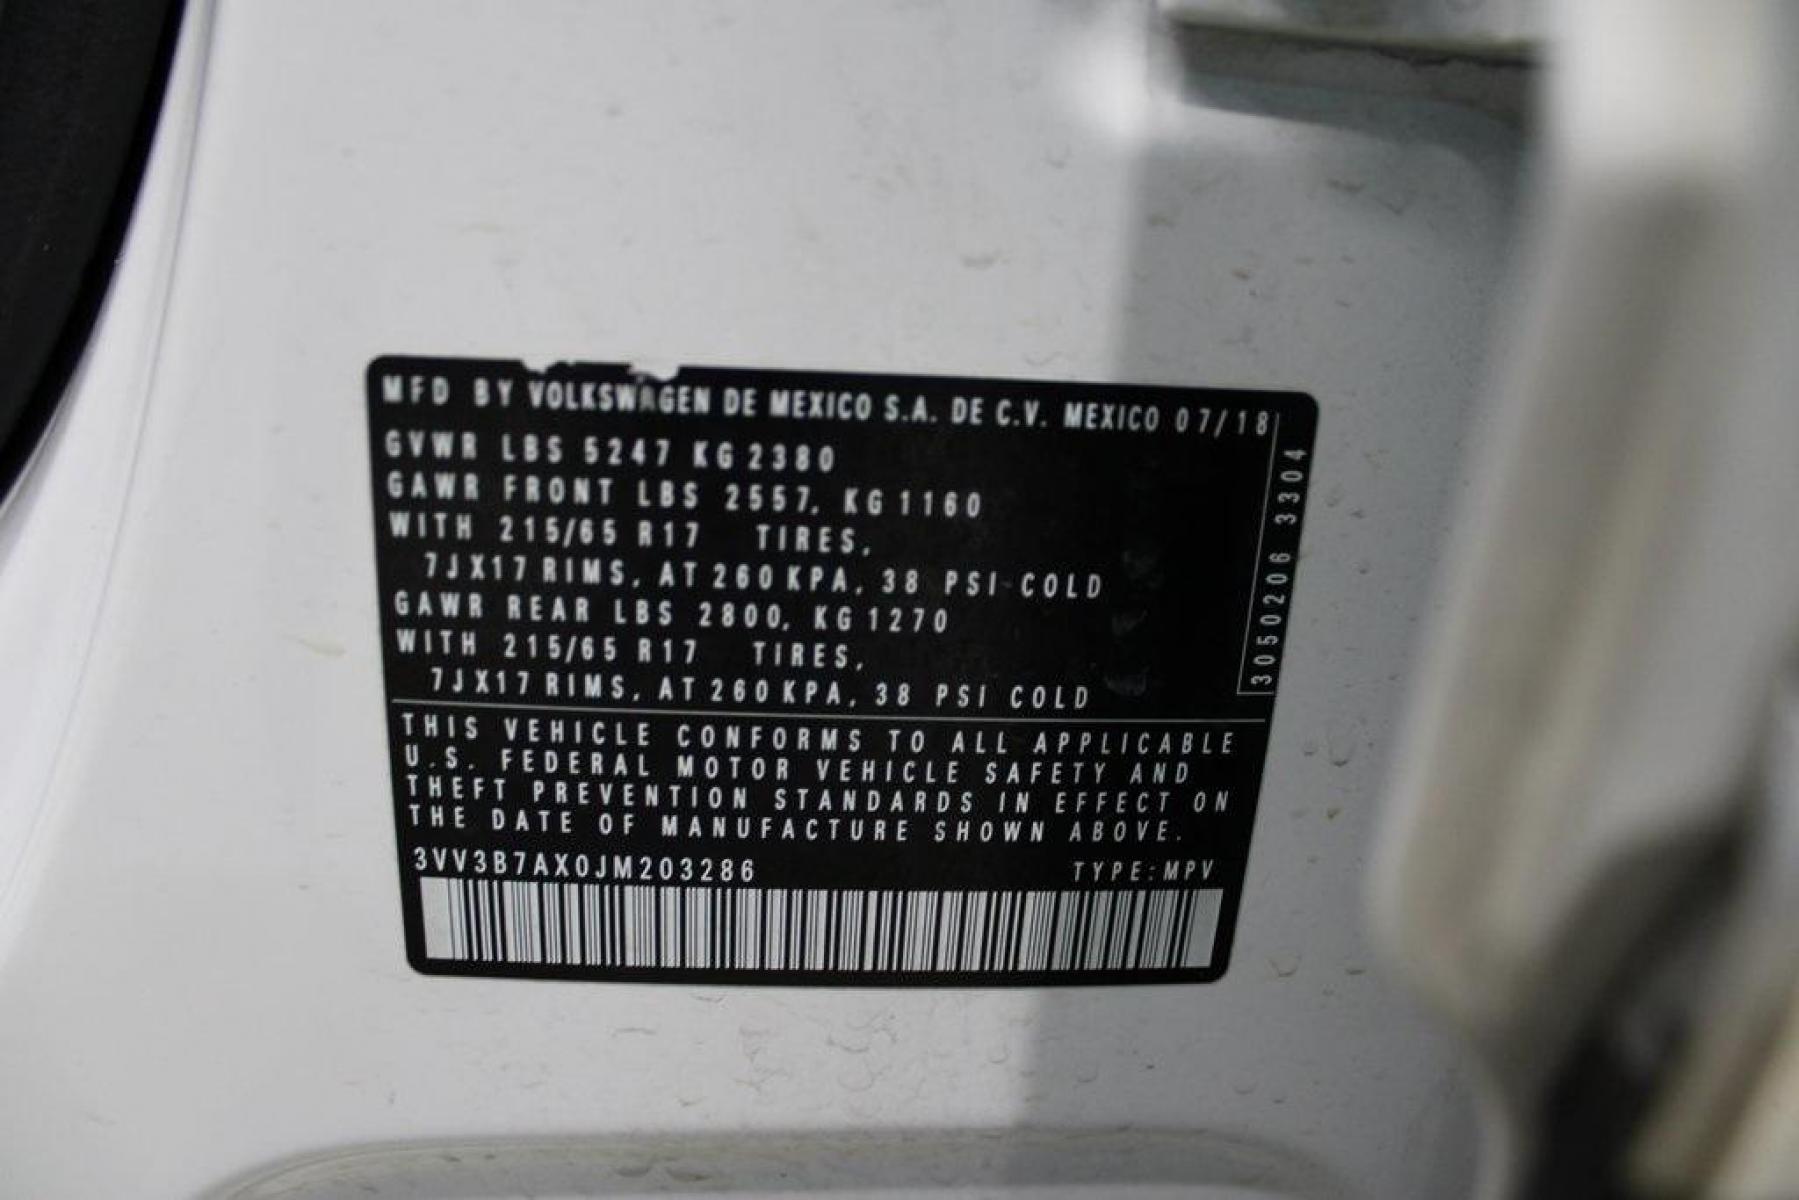 MFD BY VOLKSWAGEN DE MEXICO S.A. DE C.V. MEXICO 07/18
GVWR LBS 5247 KG 2380
GAWR FRONT LBS 2557, KG 1160
WITH 215/65 R17 TIRES,
7JX17 RIMS, AT 260 KPA, 38 PSI COLD
GAWR REAR LBS 2800, KG 1270
WITH 215/65 R17 TIRES,
7JX17 RIMS, AT 260 KPA, 38 PSI COLD
3050206 3304
THIS VEHICLE CONFORMS TO ALL APPLICABLE
U.S. FEDERAL MOTOR VEHICLE SAFETY AND
THEFT PREVENTION STANDARDS IN EFFECT ON
THE DATE OF MANUFACTURE SHOWN ABOVE.
3VV3B7AX0JM203286 TYPE: MPV